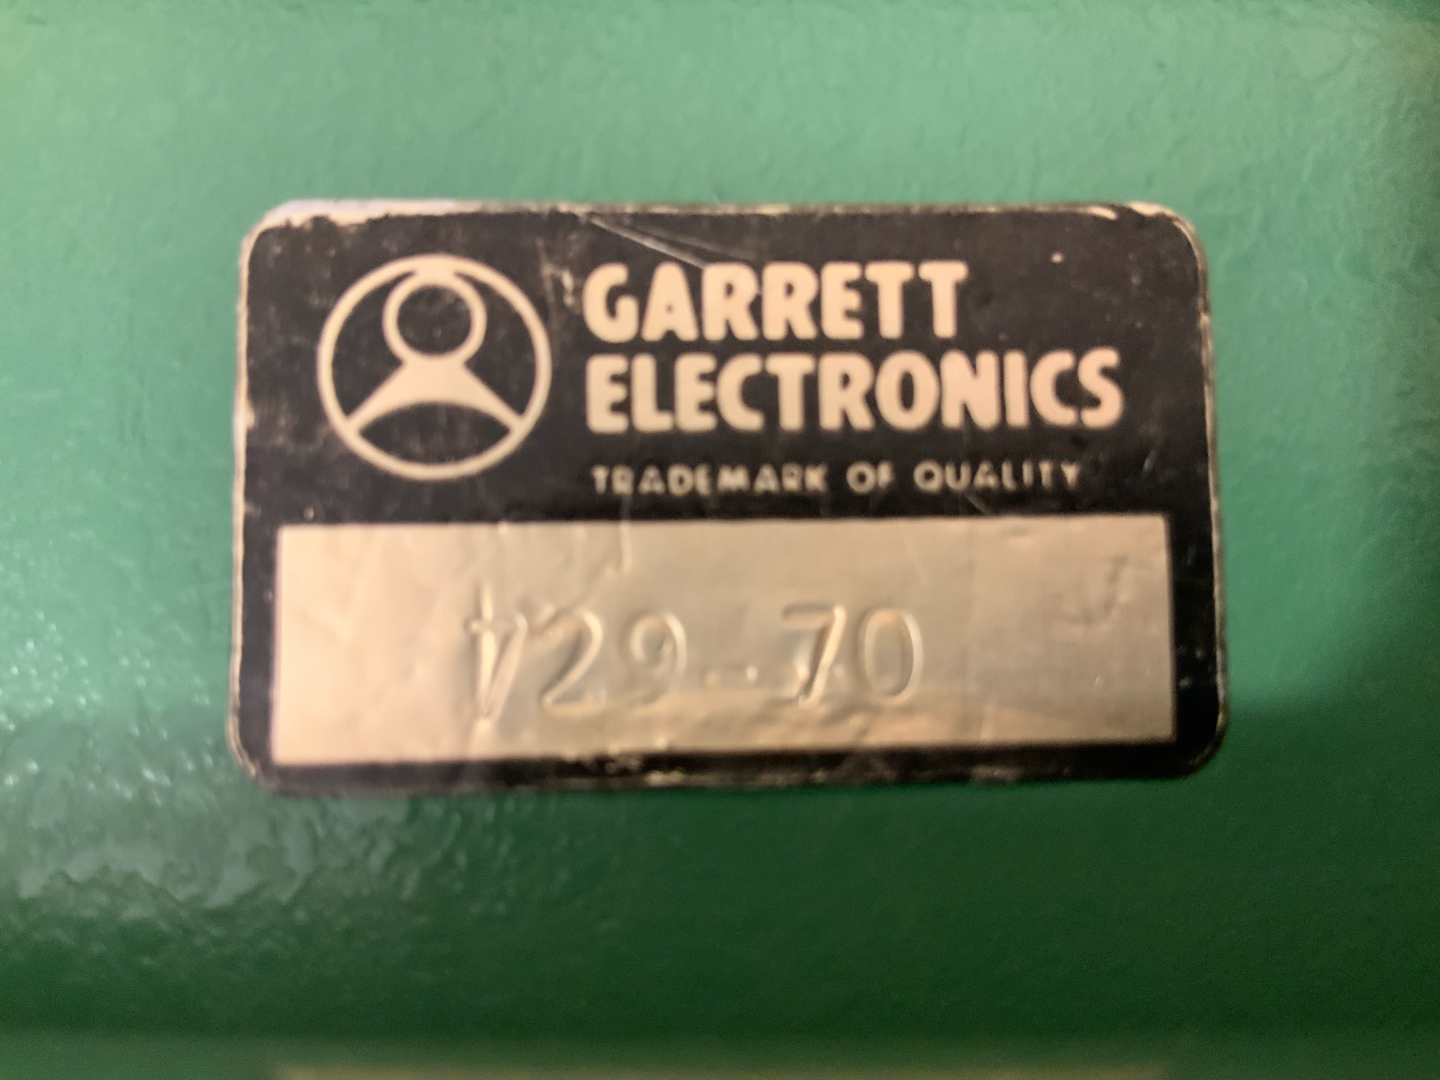 GARRETT
ELECTRONICS
TRADEMARK OF QUALITY